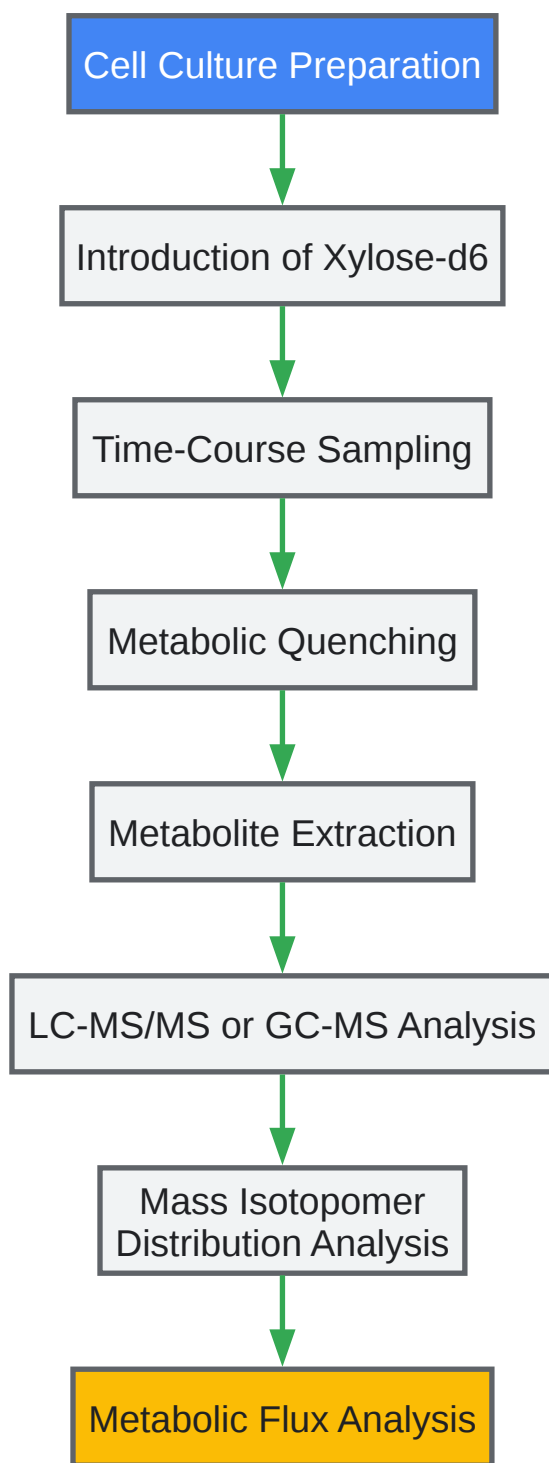 Cell Culture Preparation
Introduction of Xylose-d6
Time-Course Sampling
Metabolic Quenching
Metabolite Extraction
LC-MS/MS or GC-MS Analysis
Mass Isotopomer
Distribution Analysis
Metabolic Flux Analysis